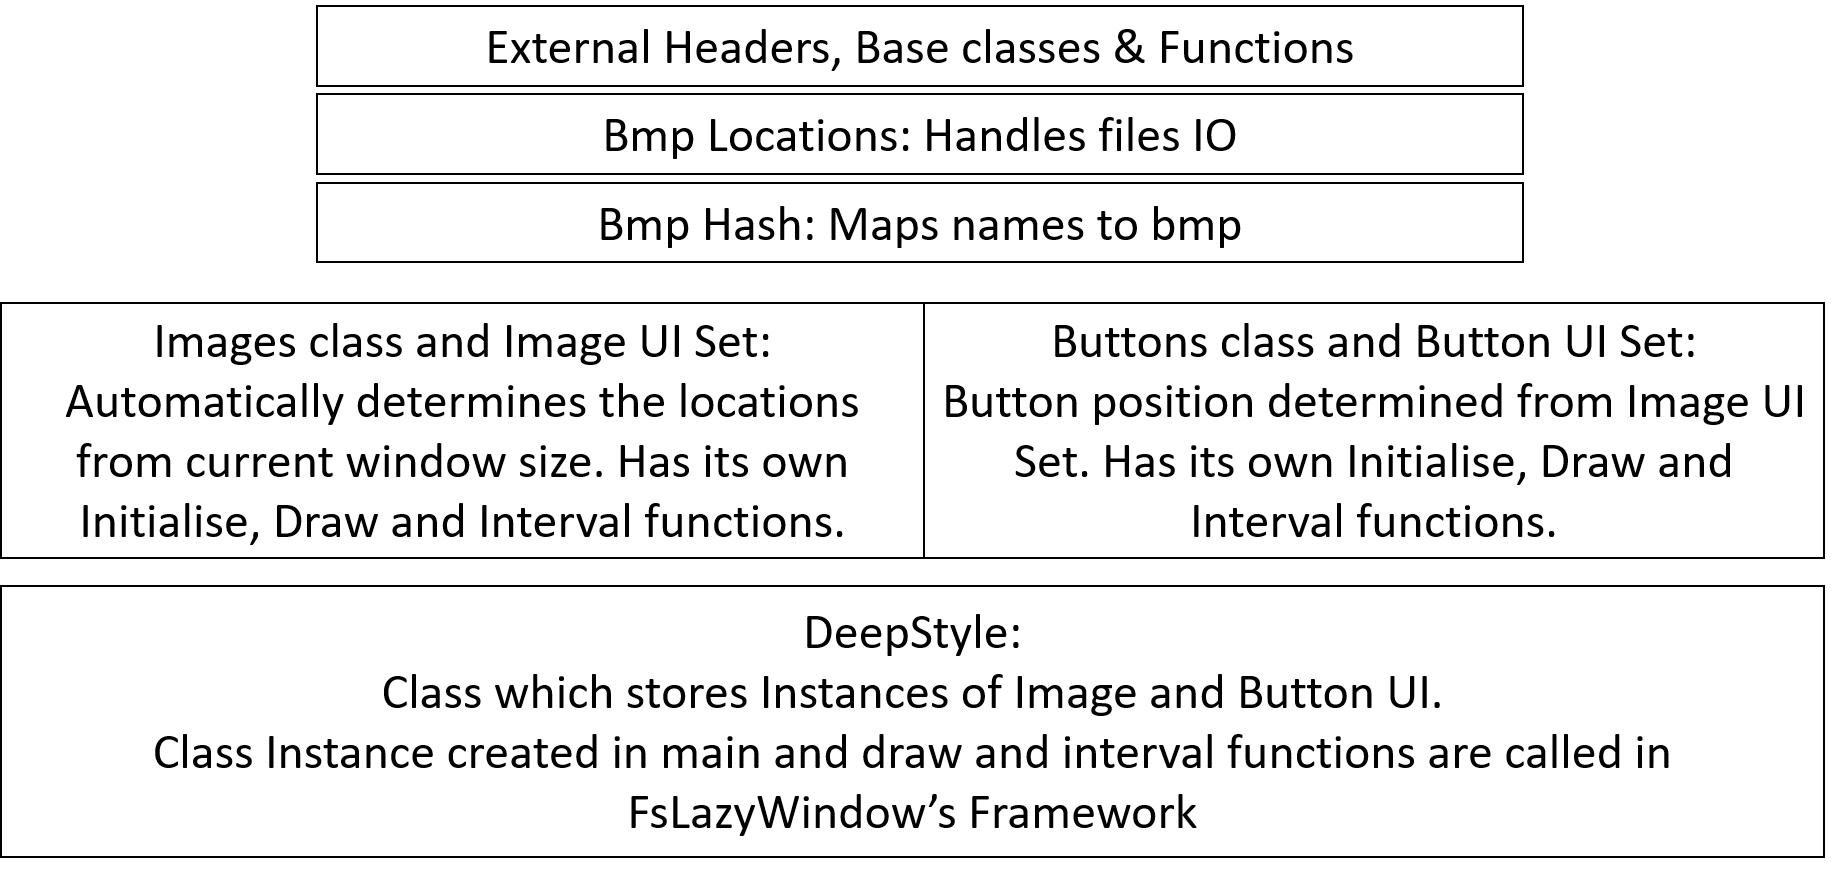 External Headers, Base classes & Functions
Bmp Locations: Handles files IO
Bmp Hash: Maps names to bmp
Images class and Image UI Set:
Automatically determines the locations
from current window size. Has its own
Initialise, Draw and Interval functions.
Buttons class and Button UI Set:
Button position determined from Image UI
Set. Has its own Initialise, Draw and
Interval functions.
DeepStyle:
Class which stores Instances of Image and Button UI.
Class Instance created in main and draw and interval functions are called in
FsLazyWindow’s Framework